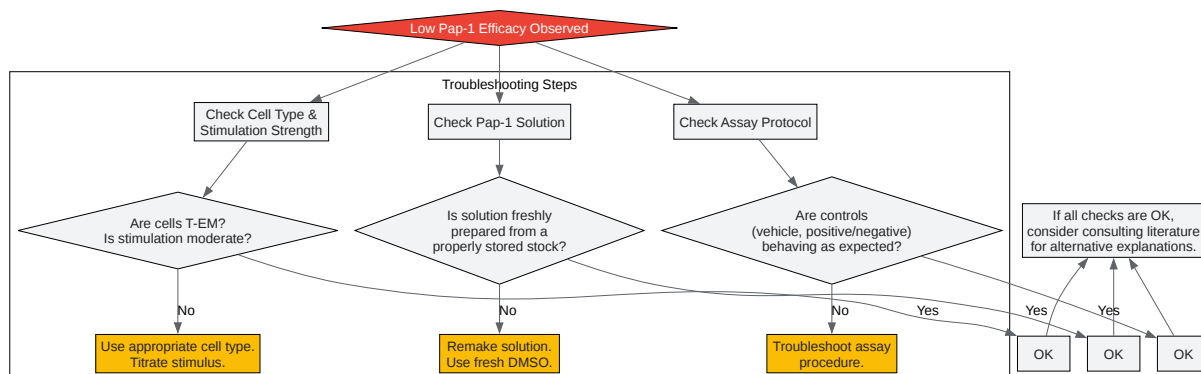 Low Pap-1 Efficacy Observed
Troubleshooting Steps
Check Cell Type &
Stimulation Strength
Check Pap-1 Solution
Check Assay Protocol
Are cells T-EM?
Is stimulation moderate?
Is solution freshly
prepared from a
properly stored stock?
Are controls
(vehicle, positive/negative)
behaving as expected?
If all checks are OK,
consider consulting literature
for alternative explanations.
No
No
No
Yes
Yes
Yes
Use appropriate cell type.
Titrate stimulus.
Remake solution.
Use fresh DMSO.
Troubleshoot assay
procedure.
OK
OK
OK